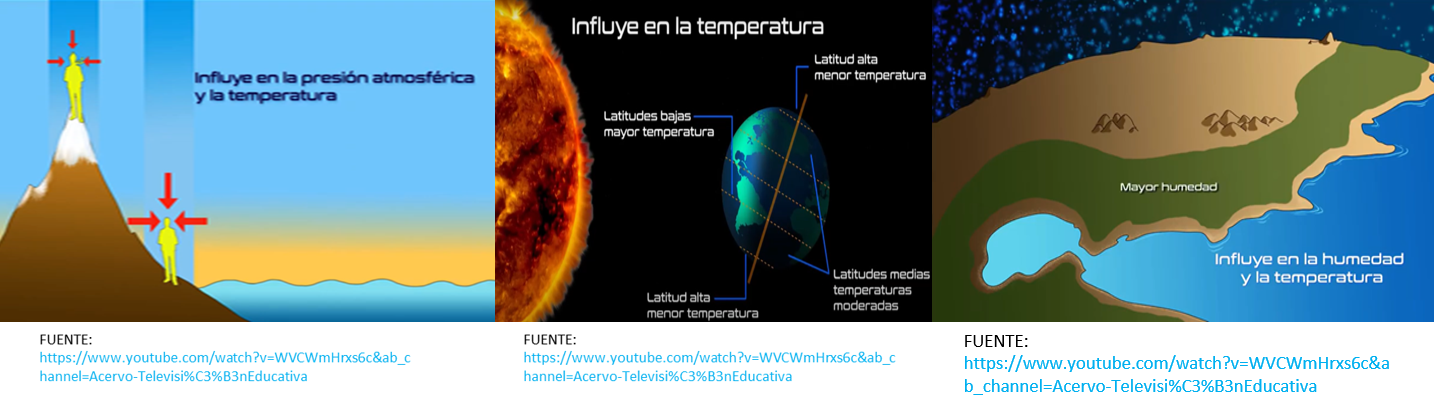 Influye en la presión atmosférica
y la temperatura
FUENTE:
https://www.youtube.com/watch?v=WVCWmHrxs6c&ab_c
hannel=Acervo-Televisi%C3%B3nEducativa
Influye en la temperatura
Latitud alta
menor temperatura
Latitudes bajas
mayor temperatura
Latitudes medias
temperaturas
moderadas
Latitud alta
menor temperatura
FUENTE:
https://www.youtube.com/watch?v=WVCWmHrxs6c&ab_c
hannel=Acervo-Televisi%C3%B3nEducativa
Mayor humedad
Influye en la humedad
y la temperatura
FUENTE:
https://www.youtube.com/watch?v=WVCWmHrxs6c&a
b_channel=Acervo-Televisi%C3%B3nEducativa